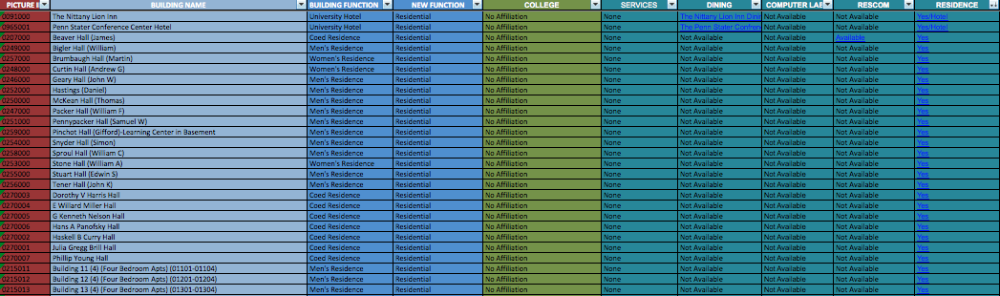 PICTURE I BUILDING NAME BUILDING FUNCTION NEW FUNCTION COLLEGE SERVICES DINING COMPUTER LAB RESCOM RESIDENCE
0091000 The Nittany Lion Inn University Hotel Residential No Affiliation None The Nittany Lion Inn Dini Not Available Not Available Yes/Hotel
0965001 Penn Stater Conference Center Hotel University Hotel Residential No Affiliation None The Penn Stater Confren Not Available Not Available Yes/Hotel
0207000 Beaver Hall (James) Coed Residence Residential No Affiliation None Not Available Not Available Available Yes
0249000 Bigler Hall (William) Men's Residence Residential No Affiliation None Not Available Not Available Not Available Yes
0257000 Brumbaugh Hall (Martin) Women's Residence Residential No Affiliation None Not Available Not Available Not Available Yes
0248000 Curtin Hall (Andrew G) Women's Residence Residential No Affiliation None Not Available Not Available Not Available Yes
0246000 Geary Hall (John W) Men's Residence Residential No Affiliation None Not Available Not Available Not Available Yes
0252000 Hastings (Daniel) Men's Residence Residential No Affiliation None Not Available Not Available Not Available Yes
0250000 McKean Hall (Thomas) Men's Residence Residential No Affiliation None Not Available Not Available Not Available Yes
0247000 Packer Hall (William F) Men's Residence Residential No Affiliation None Not Available Not Available Not Available Yes
0251000 Pennypacker Hall (Samuel W) Men's Residence Residential No Affiliation None Not Available Not Available Not Available Yes
0259000 Pinchot Hall (Gifford)-Learning Center in Basement Men's Residence Residential No Affiliation None Not Available Not Available Not Available Yes
0254000 Snyder Hall (Simon) Men's Residence Residential No Affiliation None Not Available Not Available Not Available Yes
0258000 Sproul Hall (William C) Men's Residence Residential No Affiliation None Not Available Not Available Not Available Yes
0253000 Stone Hall (William A) Women's Residence Residential No Affiliation None Not Available Not Available Not Available Yes
0255000 Stuart Hall (Edwin S) Men's Residence Residential No Affiliation None Not Available Not Available Not Available Yes
0256000 Tener Hall (John K) Men's Residence Residential No Affiliation None Not Available Not Available Not Available Yes
0270003 Dorothy V Harris Hall Coed Residence Residential No Affiliation None Not Available Not Available Not Available Yes
0270004 E Willard Miller Hall Coed Residence Residential No Affiliation None Not Available Not Available Not Available Yes
0270005 G Kenneth Nelson Hall Coed Residence Residential No Affiliation None Not Available Not Available Not Available Yes
0270006 Hans A Panofsky Hall Coed Residence Residential No Affiliation None Not Available Not Available Not Available Yes
0270002 Haskell B Curry Hall Coed Residence Residential No Affiliation None Not Available Not Available Not Available Yes
0270001 Julia Gregg Brill Hall Coed Residence Residential No Affiliation None Not Available Not Available Not Available Yes
0270007 Phillip Young Hall Coed Residence Residential No Affiliation None Not Available Not Available Not Available Yes
0215011 Building 11 (4) (Four Bedroom Apts) (01101-01104) Men's Residence Residential No Affiliation None Not Available Not Available Not Available Yes
0215012 Building 12 (4) (Four Bedroom Apts) (01201-01204) Men's Residence Residential No Affiliation None Not Available Not Available Not Available Yes
0215013 Building 13 (4) (Four Bedroom Apts) (01301-01304) Men's Residence Residential No Affiliation None Not Available Not Available Not Available Yes